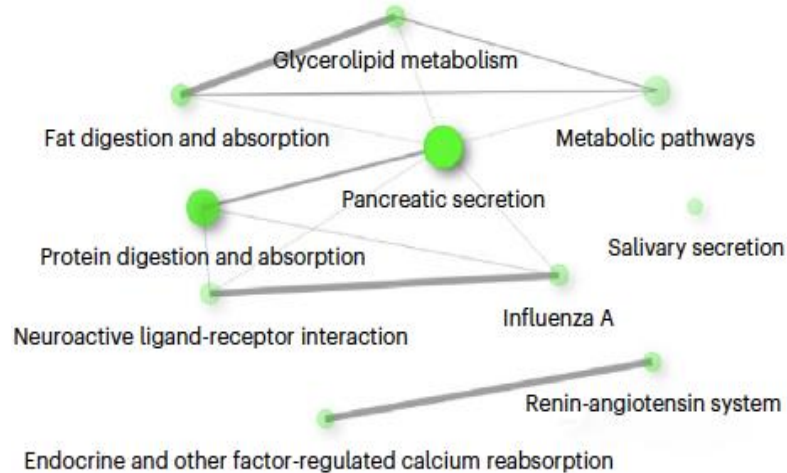 Glycerolipid metabolism
Fat digestion and absorption
Metabolic pathways
Pancreatic secretion
Salivary secretion
Protein digestion and absorption
Influenza A
Neuroactive ligand-receptor interaction
Renin-angiotensin system
Endocrine and other factor-regulated calcium reabsorption